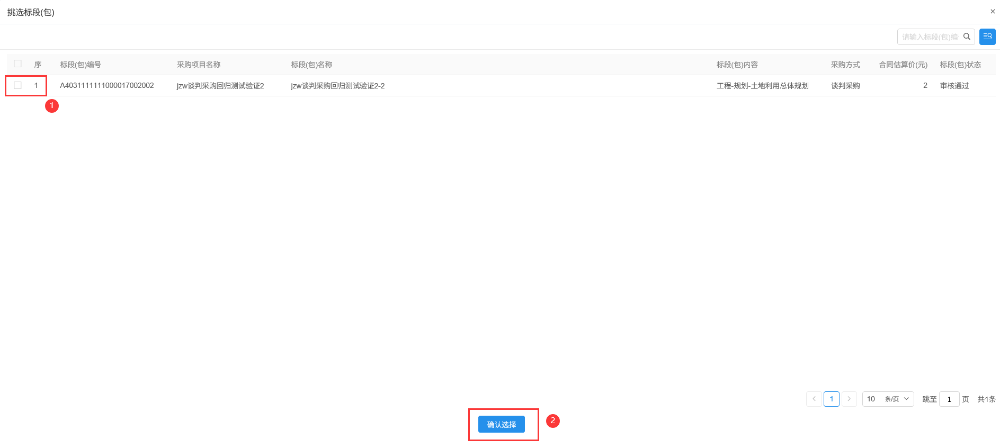 挑选标段(包)
×
请输入标段(包)编
序 标段(包)编号 采购项目名称 标段(包)名称 标段(包)内容 采购方式 合同估算价(元) 标段(包)状态
1 A4031111111000017002002 jzw谈判采购回归测试验证2 jzw谈判采购回归测试验证2-2 工程-规划-土地利用总体规划 谈判采购 2 审核通过
1
1 10 条/页 跳至 1 页 共1条
确认选择
2